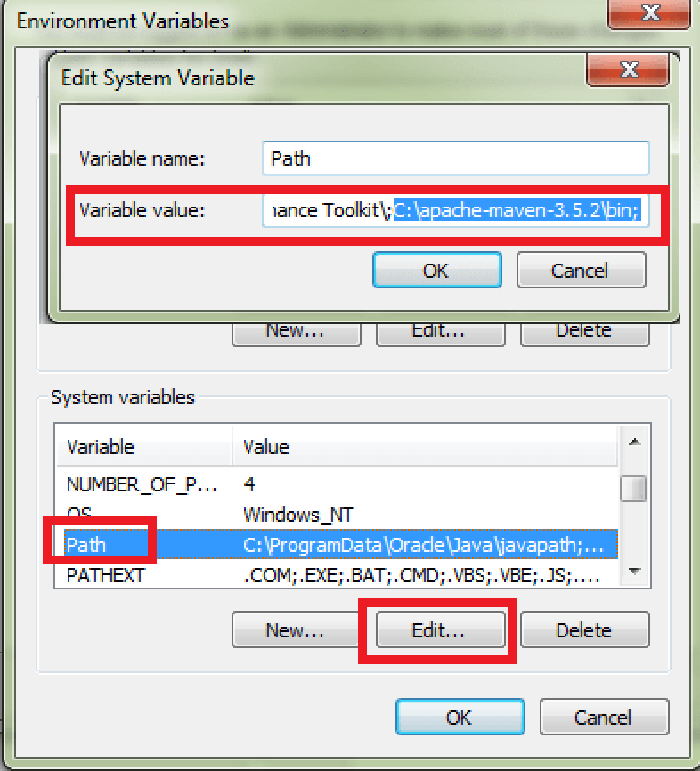 Environment Variables
Edit System Variable
Variable name: Path
Variable value: nance Toolkit\;C:\apache-maven-3.5.2\bin;
OK Cancel
New... Edit... Delete
System variables
Variable Value
NUMBER_OF_P... 4
OS Windows_NT
Path C:\ProgramData\Oracle\Java\javapath;...
PATHEXT .COM;.EXE;.BAT;.CMD;.VBS;.VBE;.JS;....
New... Edit... Delete
OK Cancel